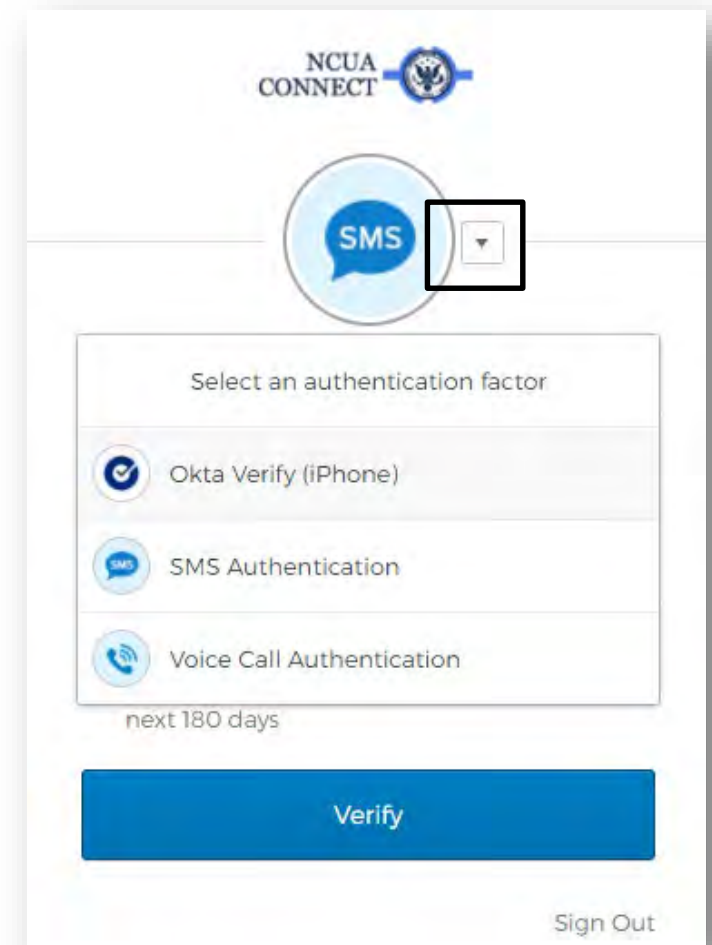 NCUA
CONNECT
SMS
Select an authentication factor
Okta Verify (iPhone)
SMS
SMS Authentication
Voice Call Authentication
next 180 days
Verify
Sign Out